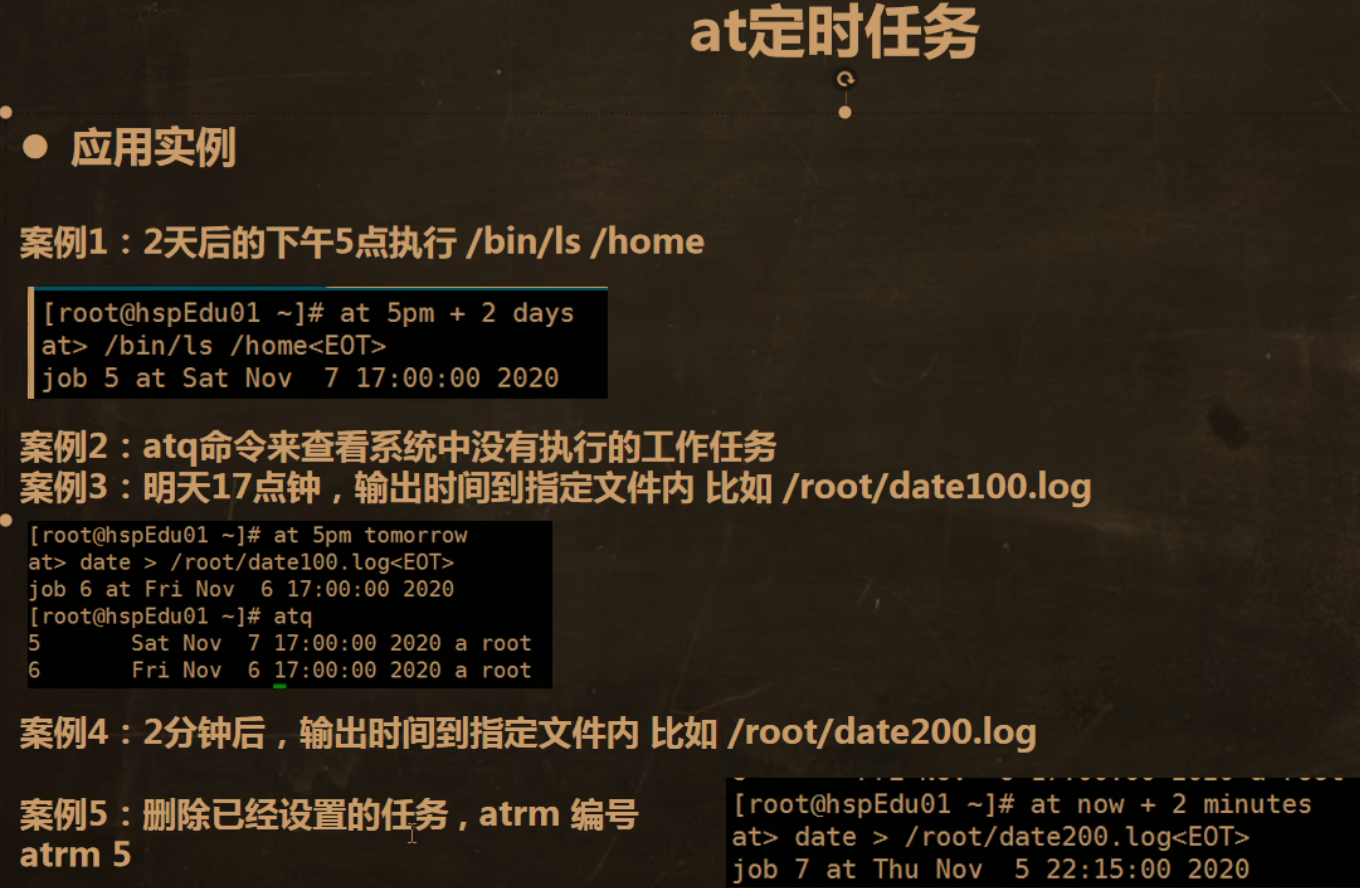 at定时任务
● 应用实例
案例1：2天后的下午5点执行 /bin/ls /home
[root@hspEdu01 ~]# at 5pm + 2 days
at> /bin/ls /home<EOT>
job 5 at Sat Nov  7 17:00:00 2020
案例2：atq命令来查看系统中没有执行的工作任务
案例3：明天17点钟，输出时间到指定文件内 比如 /root/date100.log
[root@hspEdu01 ~]# at 5pm tomorrow
at> date > /root/date100.log<EOT>
job 6 at Fri Nov  6 17:00:00 2020
[root@hspEdu01 ~]# atq
5       Sat Nov  7 17:00:00 2020 a root
6       Fri Nov  6 17:00:00 2020 a root
案例4：2分钟后，输出时间到指定文件内 比如 /root/date200.log
案例5：删除已经设置的任务，atrm 编号
atrm 5
[root@hspEdu01 ~]# at now + 2 minutes
at> date > /root/date200.log<EOT>
job 7 at Thu Nov  5 22:15:00 2020